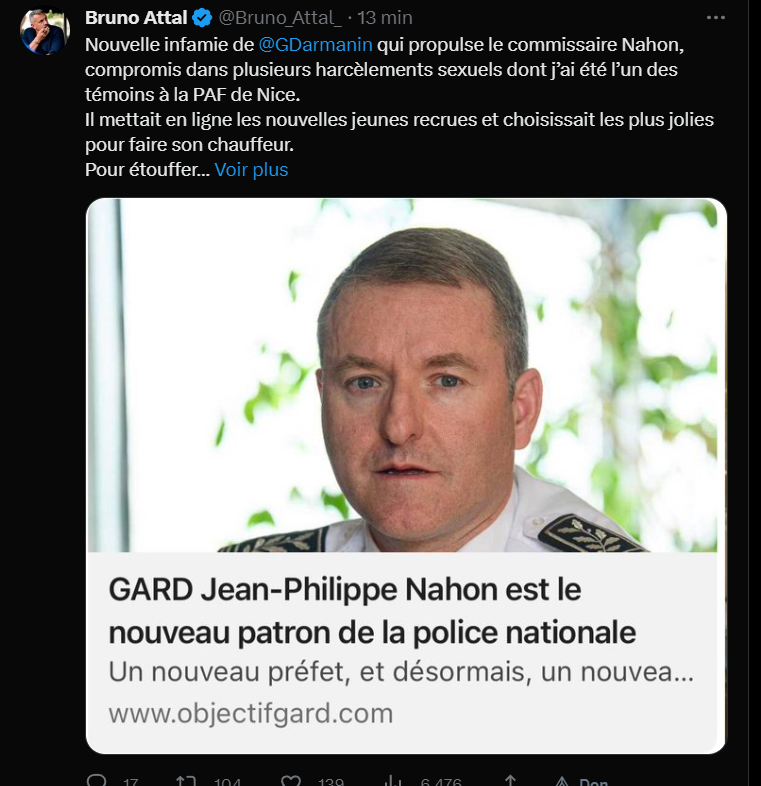 Bruno Attal @Bruno_Attal_ · 13 min
Nouvelle infamie de @GDarmanin qui propulse le commissaire Nahon,
compromis dans plusieurs harcèlements sexuels dont j’ai été l’un des
témoins à la PAF de Nice.
Il mettait en ligne les nouvelles jeunes recrues et choisissait les plus jolies
pour faire son chauffeur.
Pour étouffer... Voir plus
GARD Jean-Philippe Nahon est le
nouveau patron de la police nationale
Un nouveau préfet, et désormais, un nouvea...
www.objectifgard.com
17 104 139 6 476 Don